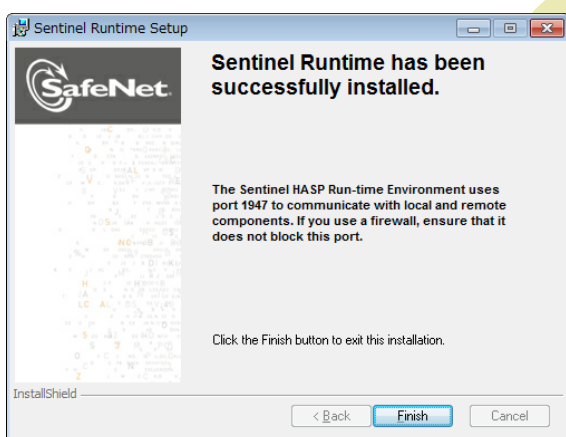 Sentinel Runtime Setup
SafeNet.
Sentinel Runtime has been
successfully installed.
The Sentinel HASP Run-time Environment uses
port 1947 to communicate with local and remote
components. If you use a firewall, ensure that it
does not block this port.
Click the Finish button to exit this installation.
InstallShield
< Back
Finish
Cancel